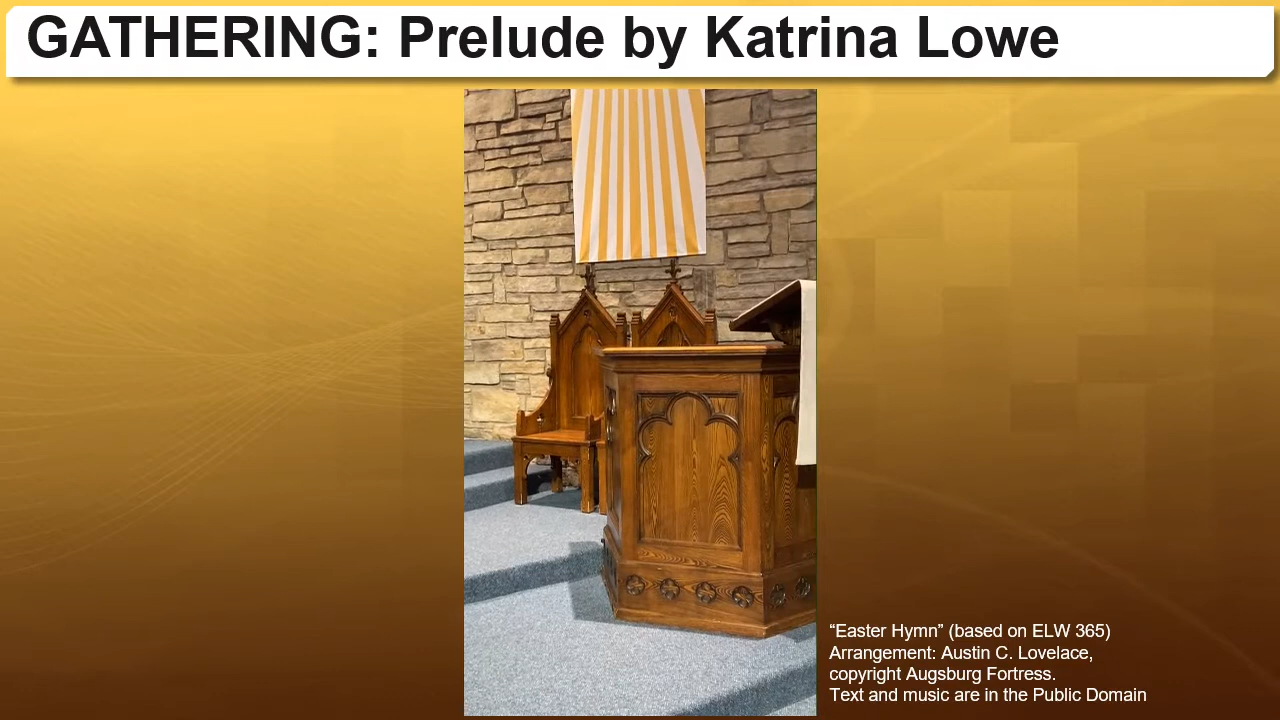 GATHERING: Prelude by Katrina Lowe
“Easter Hymn” (based on ELW 365)
Arrangement: Austin C. Lovelace,
copyright Augsburg Fortress.
Text and music are in the Public Domain